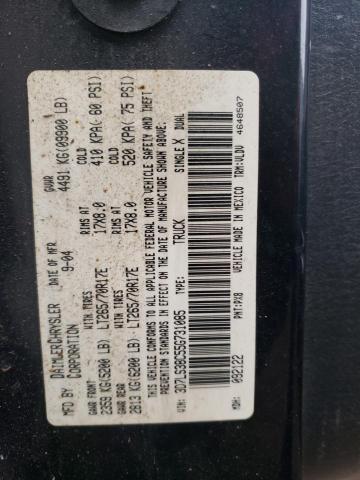 MFD BY DAIMLERCHRYSLER CORPORATION
DATE OF MFR 9-04
GVWR 4491 KG(09900 LB)
GAWR FRONT WITH TIRES RIMS AT COLD
2359 KG(5200 LB) LT265/70R17E 17X8.0 410 KPA( 60 PSI)
GAWR REAR WITH TIRES RIMS AT COLD
2813 KG(6200 LB) LT265/70R17E 17X8.0 520 KPA( 75 PSI)
THIS VEHICLE CONFORMS TO ALL APPLICABLE FEDERAL MOTOR VEHICLE SAFETY AND THEFT
PREVENTION STANDARDS IN EFFECT ON THE DATE OF MANUFACTURE SHOWN ABOVE.
VIN: 3D7LS38C55G731085 TYPE: TRUCK SINGLE X DUAL
VEHICLE MADE IN MEXICO 4648507
MDH: 092122 PNT:PXB TRM:VLDV